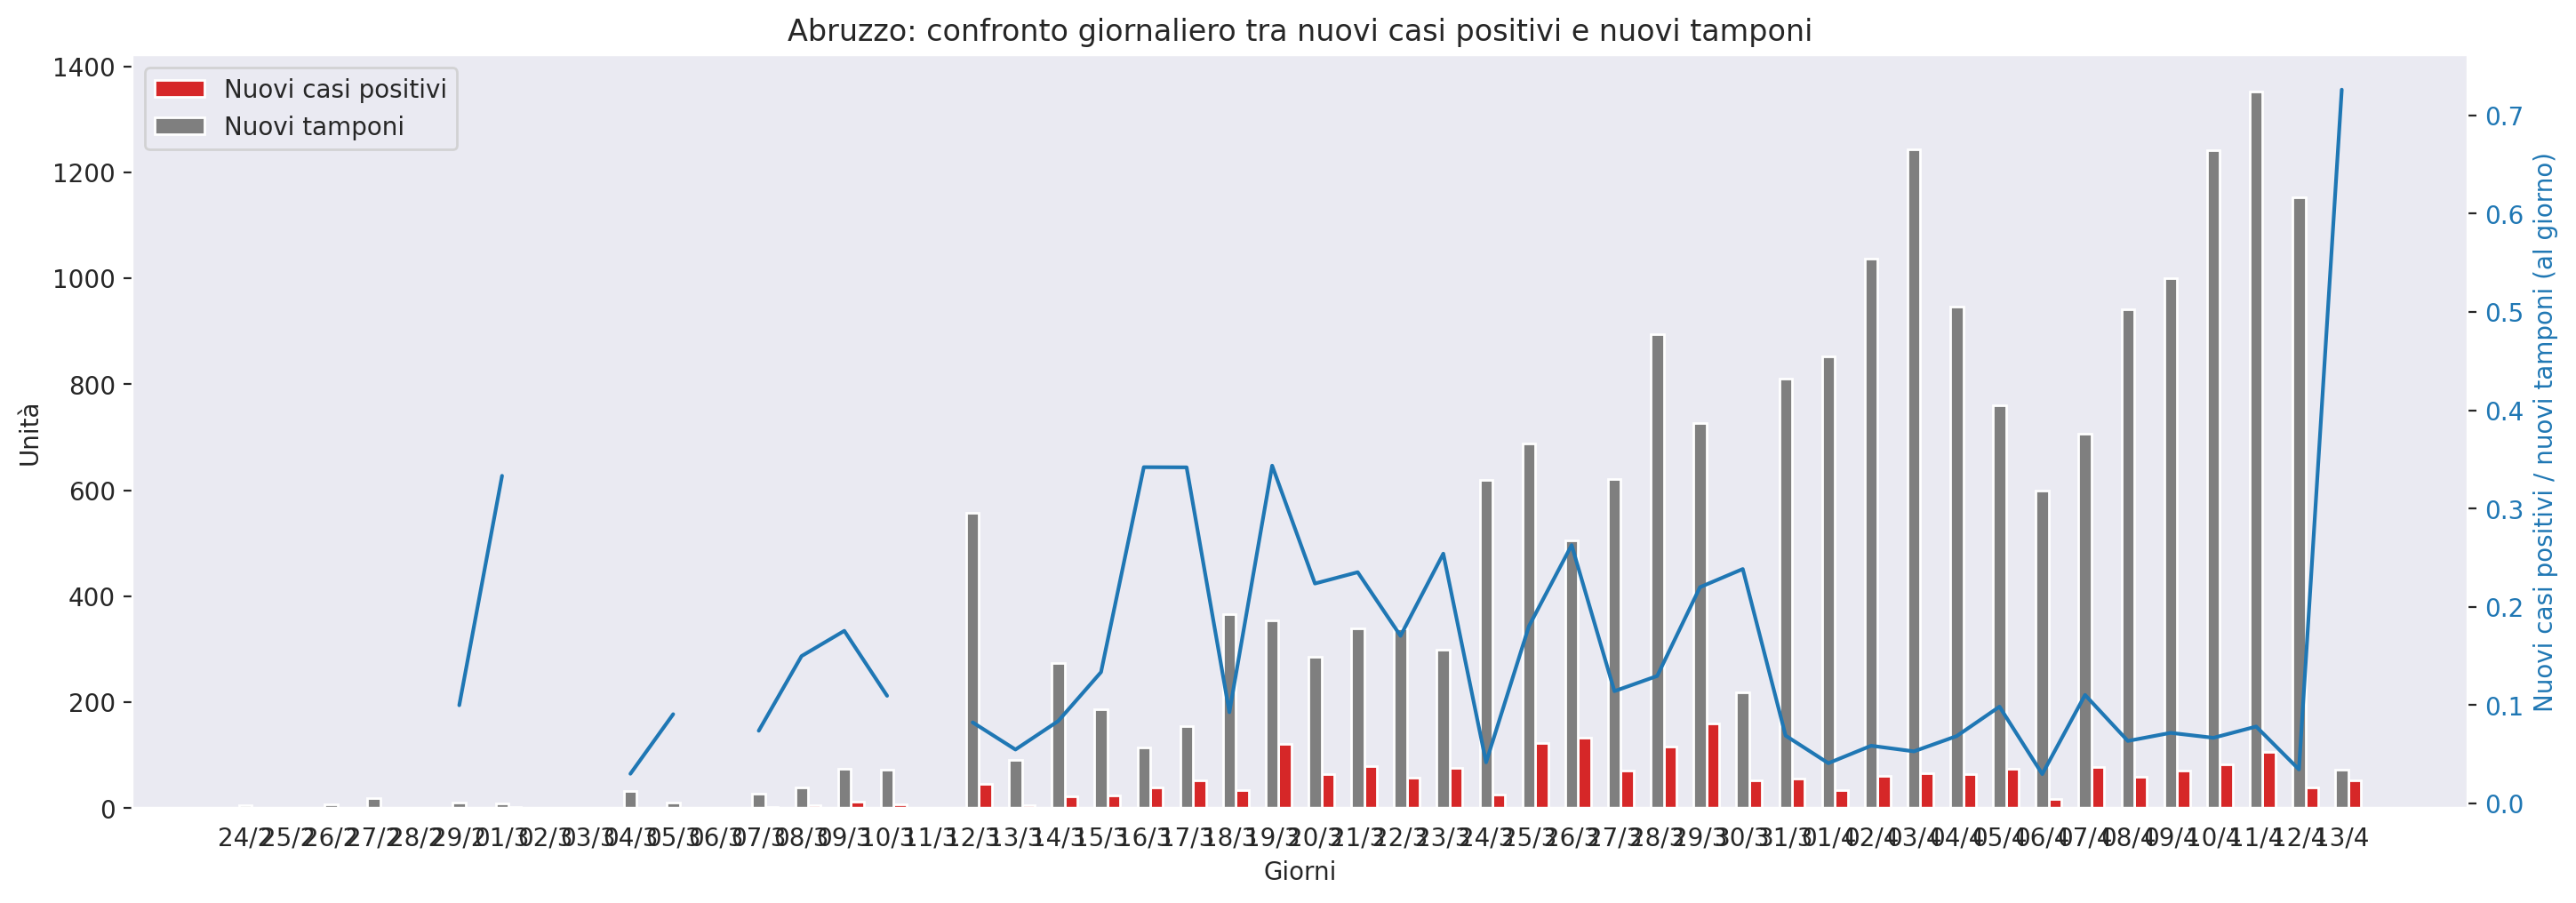 Abruzzo: confronto giornaliero tra nuovi casi positivi e nuovi tamponi
Nuovi casi positivi
Nuovi tamponi
1400
1200
1000
800
600
400
200
0
Unità
0.7
0.6
0.5
0.4
0.3
0.2
0.1
0.0
Nuovi casi positivi / nuovi tamponi (al giorno)
24/2 25/2 26/2 27/2 28/2 29/2 01/3 02/3 03/3 04/3 05/3 06/3 07/3 08/3 09/3 10/3 11/3 12/3 13/3 14/3 15/3 16/3 17/3 18/3 19/3 20/3 21/3 22/3 23/3 24/3 25/3 26/3 27/3 28/3 29/3 30/3 31/3 01/4 02/4 03/4 04/4 05/4 06/4 07/4 08/4 09/4 10/4 11/4 12/4 13/4
Giorni